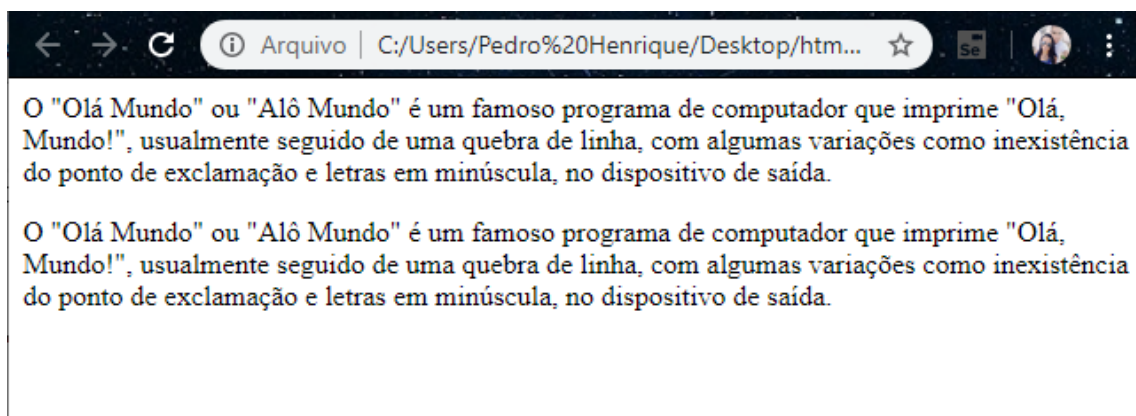 Arquivo C:/Users/Pedro%20Henrique/Desktop/htm... Se
O "Olá Mundo" ou "Alô Mundo" é um famoso programa de computador que imprime "Olá,
Mundo!", usualmente seguido de uma quebra de linha, com algumas variações como inexistência
do ponto de exclamação e letras em minúscula, no dispositivo de saída.
O "Olá Mundo" ou "Alô Mundo" é um famoso programa de computador que imprime "Olá,
Mundo!", usualmente seguido de uma quebra de linha, com algumas variações como inexistência
do ponto de exclamação e letras em minúscula, no dispositivo de saída.